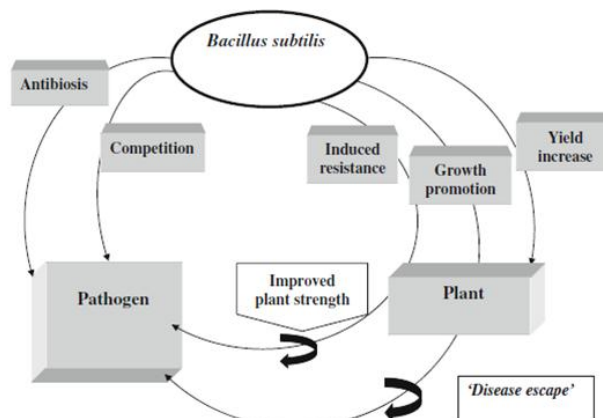 Bacillus subtilis
Antibiosis
Competition
Induced
resistance
Growth
promotion
Yield
increase
Pathogen
Improved
plant strength
Plant
‘Disease escape’